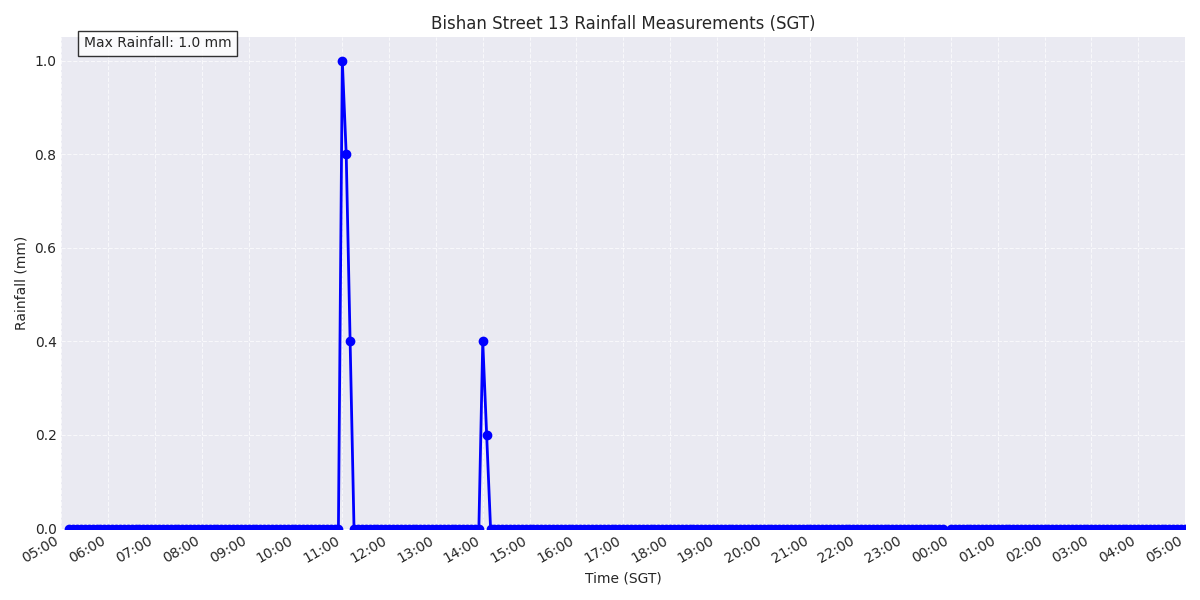 Bishan Street 13 Rainfall Measurements (SGT)
Max Rainfall: 1.0 mm
Rainfall (mm)
1.0
0.8
0.6
0.4
0.2
0.0
05:00 06:00 07:00 08:00 09:00 10:00 11:00 12:00 13:00 14:00 15:00 16:00 17:00 18:00 19:00 20:00 21:00 22:00 23:00 00:00 01:00 02:00 03:00 04:00 05:00
Time (SGT)